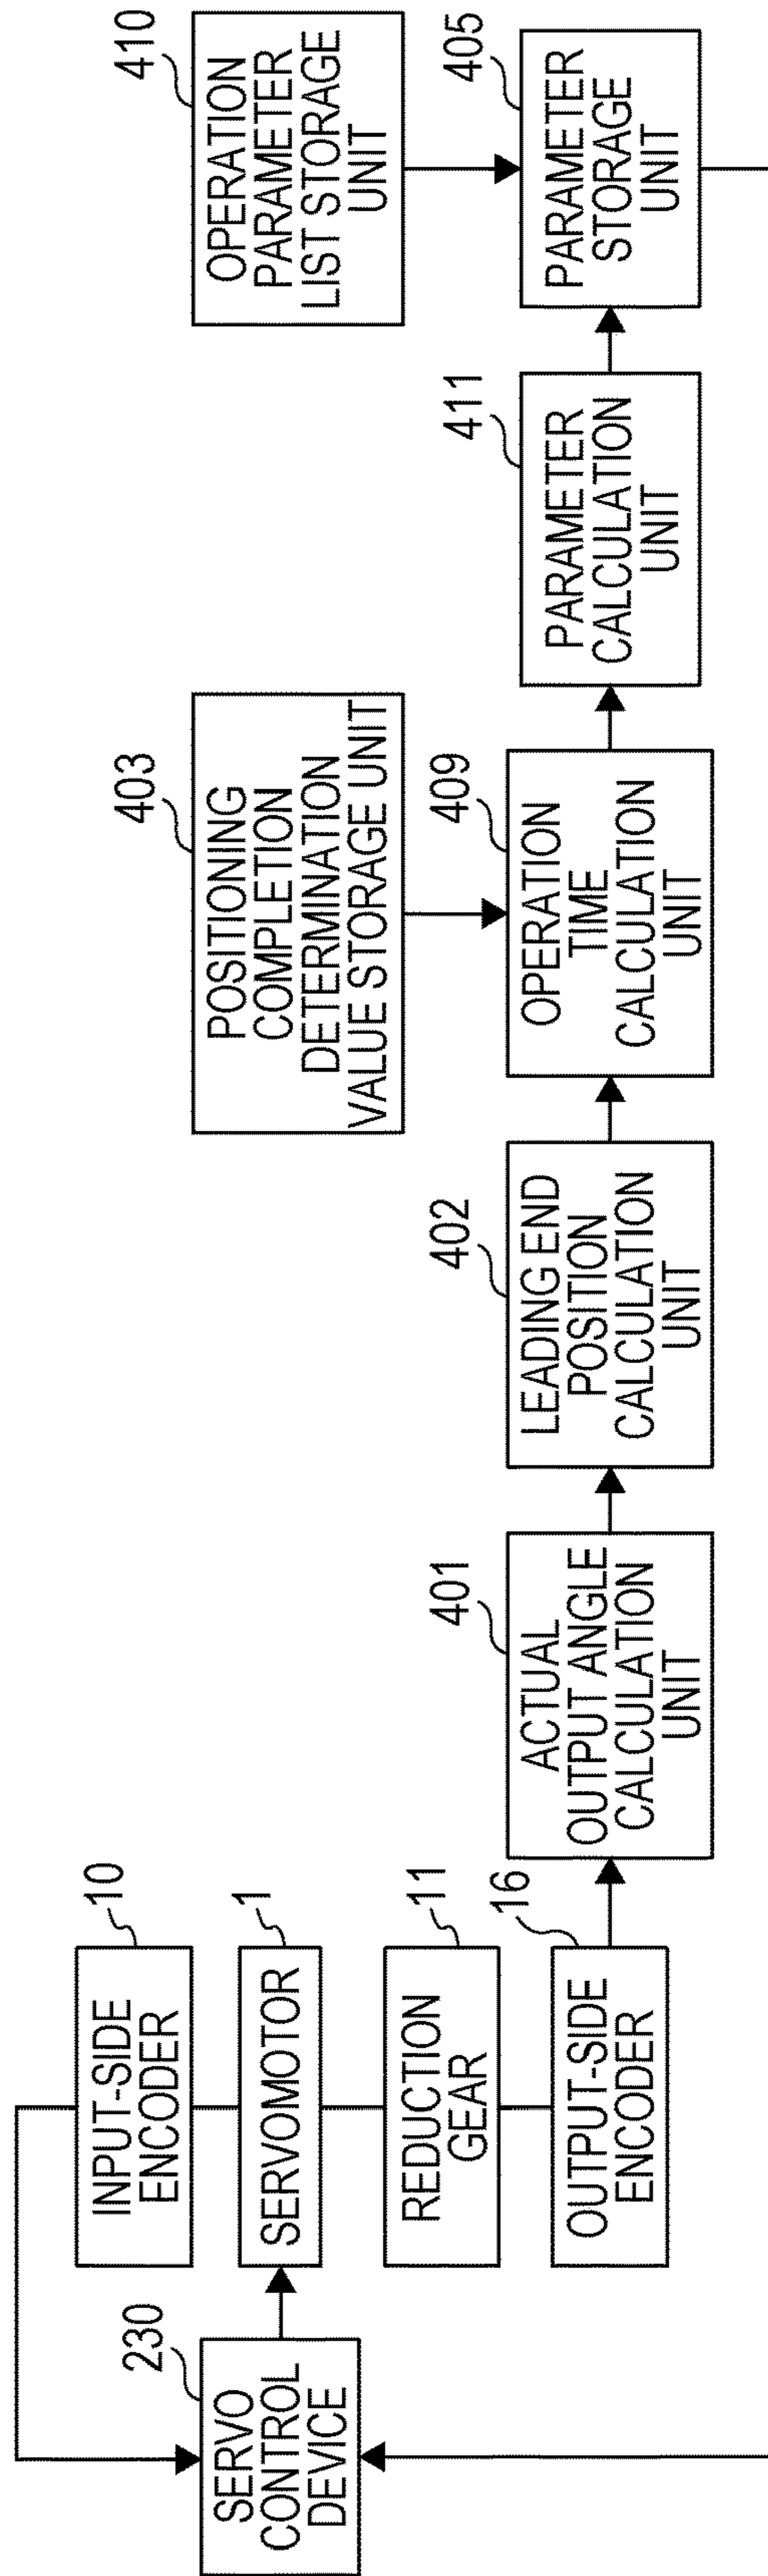 230
SERVO
CONTROL
DEVICE
10
INPUT-SIDE
ENCODER
1
SERVOMOTOR
11
REDUCTION
GEAR
16
OUTPUT-SIDE
ENCODER
401
ACTUAL
OUTPUT ANGLE
CALCULATION
UNIT
402
LEADING END
POSITION
CALCULATION
UNIT
403
POSITIONING
COMPLETION
DETERMINATION
VALUE STORAGE UNIT
409
OPERATION
TIME
CALCULATION
UNIT
411
PARAMETER
CALCULATION
UNIT
410
OPERATION
PARAMETER
LIST STORAGE
UNIT
405
PARAMETER
STORAGE
UNIT